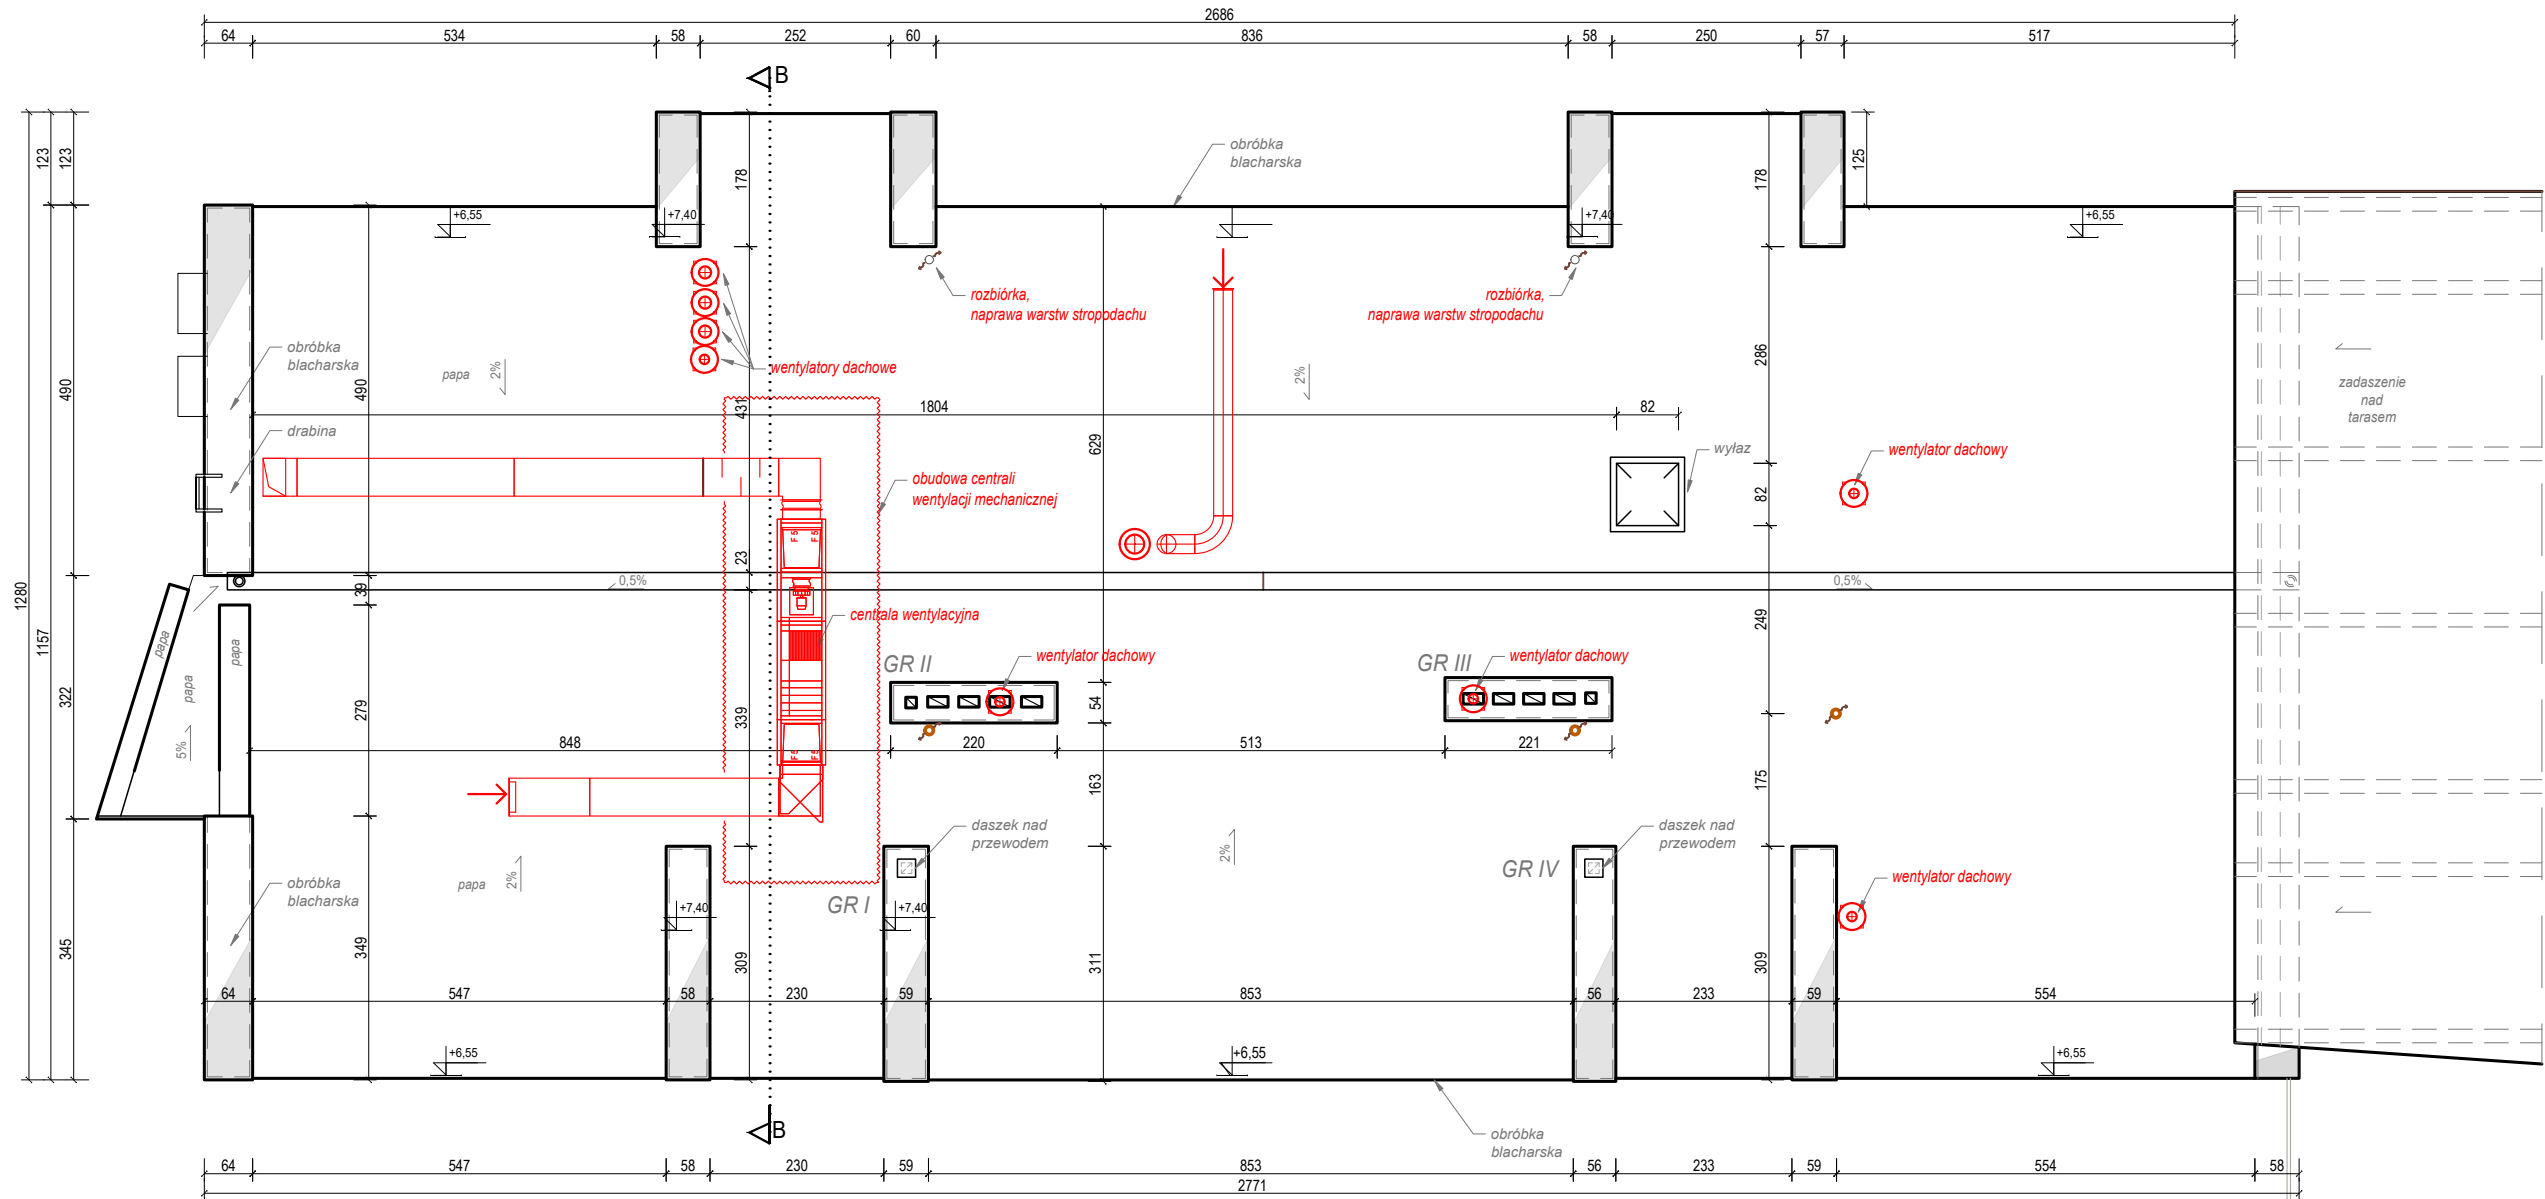 2686
64 534 58 252 60 836 58 250 57 517
B
123 123 178 178 125
obróbka
blacharska
+6,55 +7,40 +7,40 +6,55
rozbiórka,
naprawa warstw stropodachu
rozbiórka,
naprawa warstw stropodachu
obróbka
blacharska
papa 2%
wentylatory dachowe
2%
286
zadaszenie
nad
tarasem
490 490 431
1804 82
drabina
629
wyłaz
wentylator dachowy
obudowa centrali
wentylacji mechanicznej
82
F 5 F 5
23
0,5% 0,5%
39
1280 1157
centrala wentylacyjna
249
papa papa papa
GR II wentylator dachowy
GR III wentylator dachowy
322 279 339 54
5%
848 220 513 221
163 175
daszek nad
przewodem
daszek nad
przewodem
F 5 F 5
2%
GR IV
papa 2%
obróbka
blacharska
wentylator dachowy
GR I
+7,40 +7,40
345 349 309 311 309
64 547 58 230 59 853 56 233 59 554
+6,55 +6,55 +6,55
B
obróbka
blacharska
64 547 58 230 59 853 56 233 59 554 58
2771